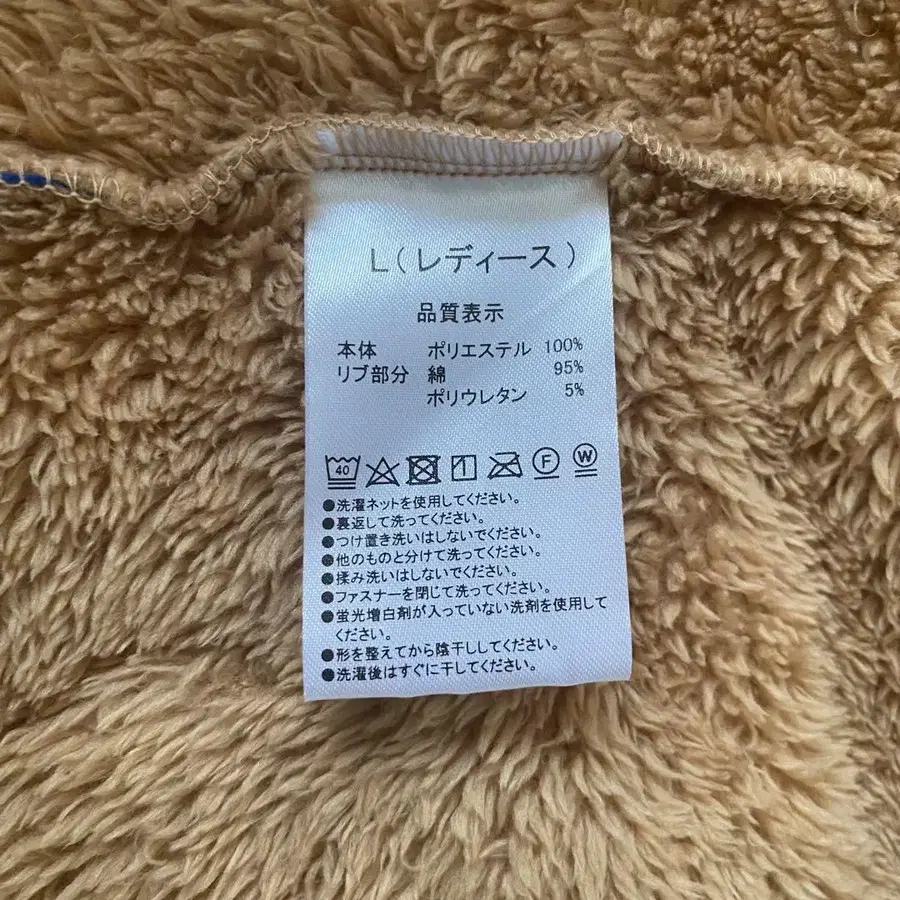 L(レディース)
品質表示
本体 ポリエステル 100%
リブ部分 綿 95%
ポリウレタン 5%
40 F W
●洗濯ネットを使用してください。
●裏返して洗ってください。
●つけ置き洗いはしないでください。
●他のものと分けて洗ってください。
●揉み洗いはしないでください。
●ファスナーを閉じて洗ってください。
●蛍光増白剤が入っていない洗剤を使用して
ください。
●形を整えてから陰干ししてください。
●洗濯後はすぐに干してください。